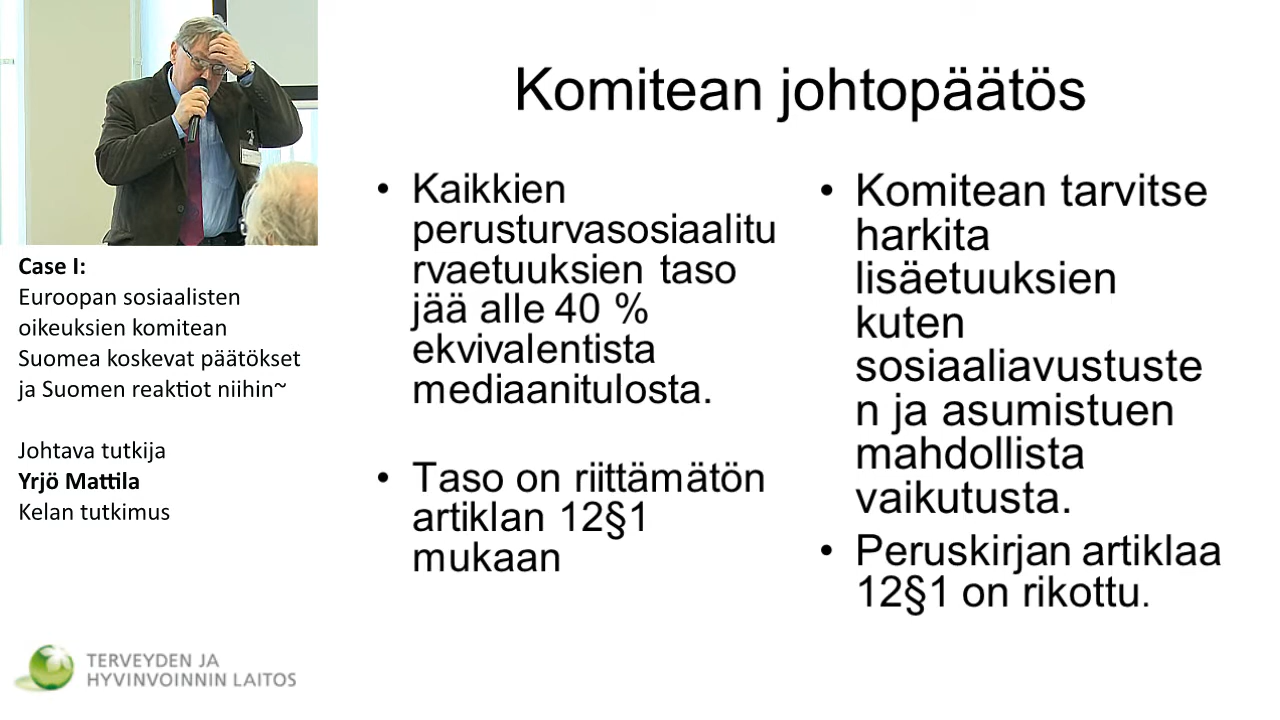 Komitean johtopäätös
• Kaikkien
perusturvasosiaalitu
rvaetuuksien taso
jää alle 40 %
ekvivalentista
mediaanitulosta.
• Taso on riittämätön
artiklan 12§1
mukaan
• Komitean tarvitse
harkita
lisäetuuksien
kuten
sosiaaliavustuste
n ja asumistuen
mahdollista
vaikutusta.
• Peruskirjan artiklaa
12§1 on rikottu.
Case I:
Euroopan sosiaalisten
oikeuksien komitean
Suomea koskevat päätökset
ja Suomen reaktiot niihin~
Johtava tutkija
Yrjö Mattila
Kelan tutkimus
TERVEYDEN JA
HYVINVOINNIN LAITOS